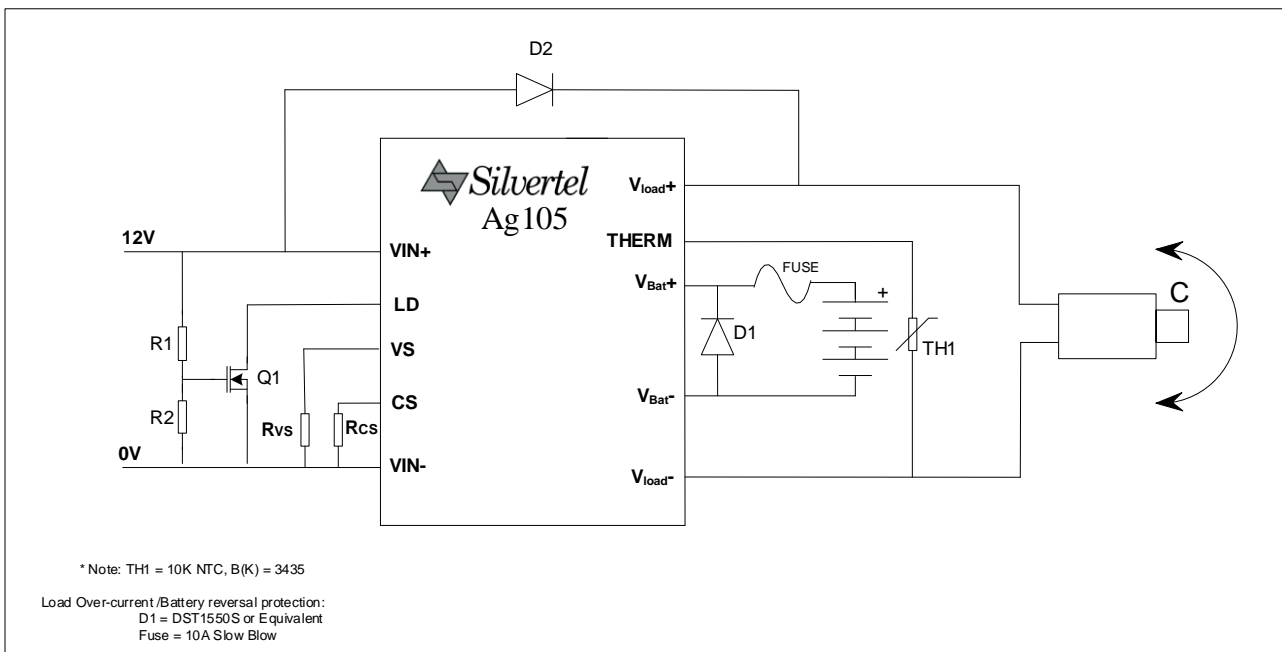 D2
Silvertel
Ag105
Vload+
12V
THERM
VIN+
VBat+
FUSE
+
LD
C
R1
VS
D1
TH1
Q1
CS
R2
VBat-
RVS
RCS
0V
VIN-
Vload-
* Note: TH1 = 10K NTC, B(K) = 3435
Load Over-current /Battery reversal protection:
D1 = DST1550S or Equivalent
Fuse = 10A Slow Blow